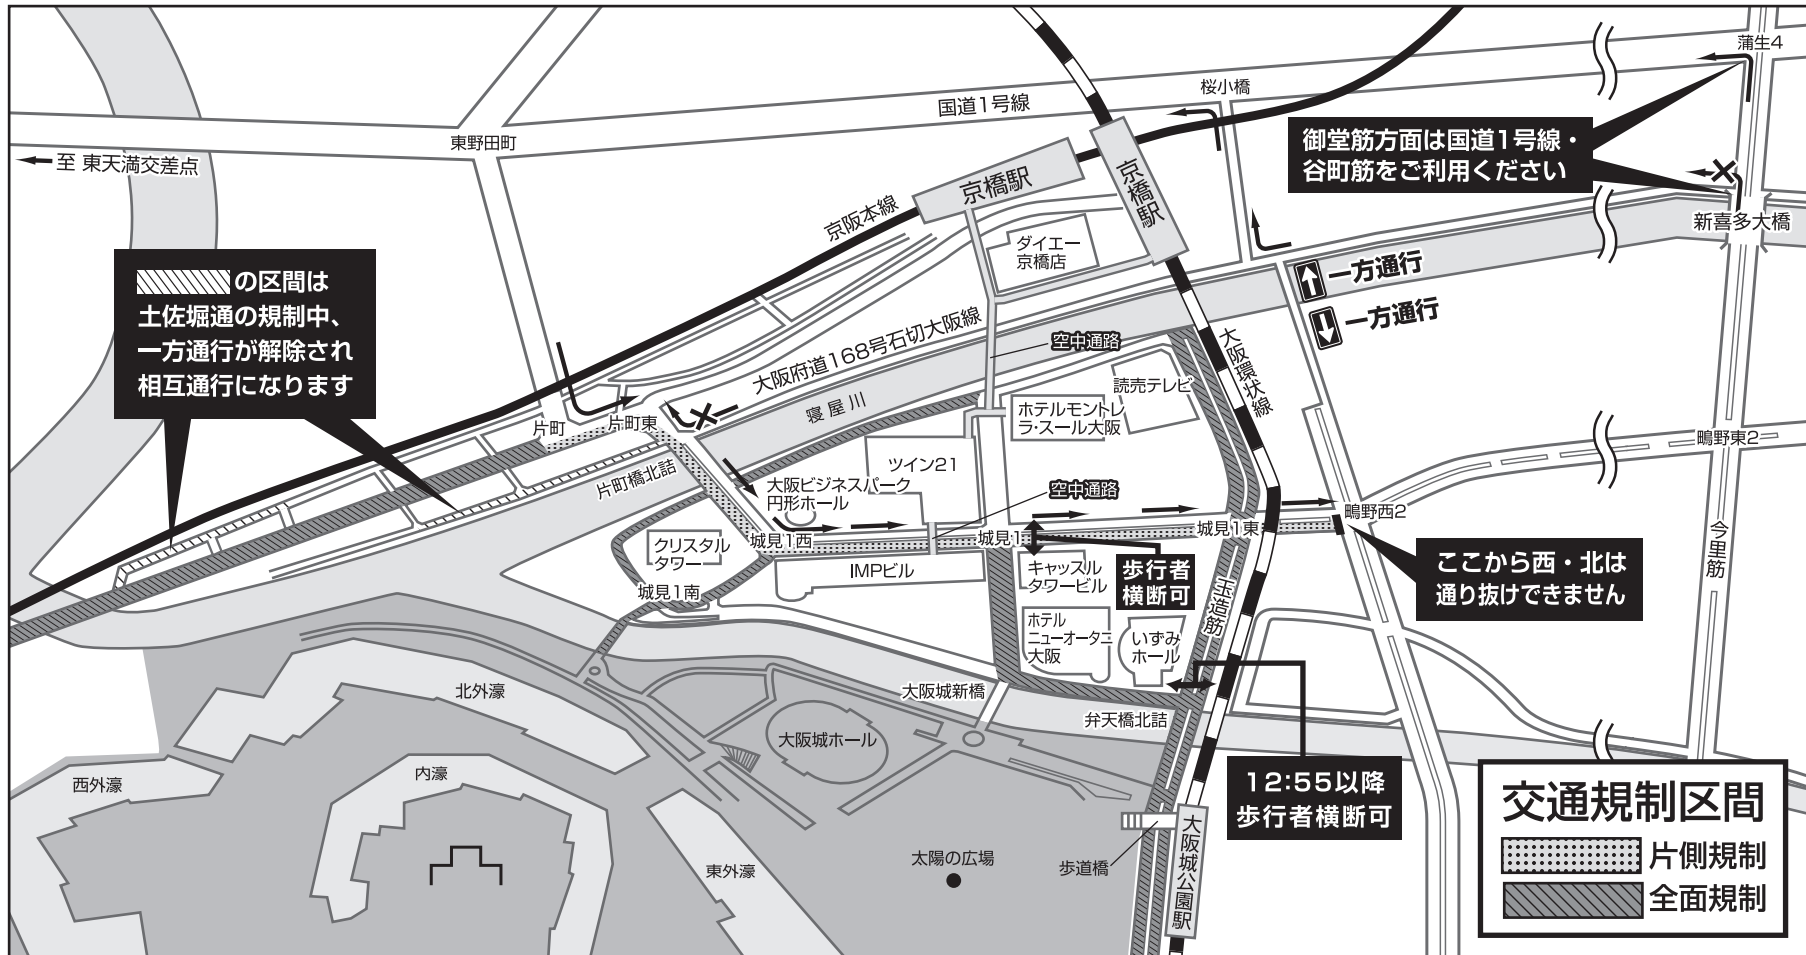 蒲生4
桜小橋
国道1号線
東野田町
至 東天満交差点
御堂筋方面は国道1号線・
谷町筋をご利用ください
京橋駅
京橋駅
京阪本線
新喜多大橋
ダイエー
京橋店
一方通行
一方通行
の区間は
土佐堀通の規制中、
一方通行が解除され
相互通行になります
大阪府道168号石切大阪線
空中通路
大阪環状線
読売テレビ
寝屋川
ホテルモントレ
ラ・スール大阪
片町
片町東
鴫野東2
ツイン21
片町橋北詰
大阪ビジネスパーク
円形ホール
空中通路
鴫野西2
城見1西
城見1
城見1東
クリスタル
タワー
IMPビル
キャッスル
タワービル
歩行者
横断可
今里筋
ここから西・北は
通り抜けできません
城見1南
玉造筋
ホテル
ニューオータニ
大阪
いずみ
ホール
北外濠
大阪城新橋
弁天橋北詰
大阪城ホール
西外濠
内濠
12:55以降
歩行者横断可
交通規制区間
片側規制
全面規制
東外濠
太陽の広場
歩道橋
大阪城公園駅